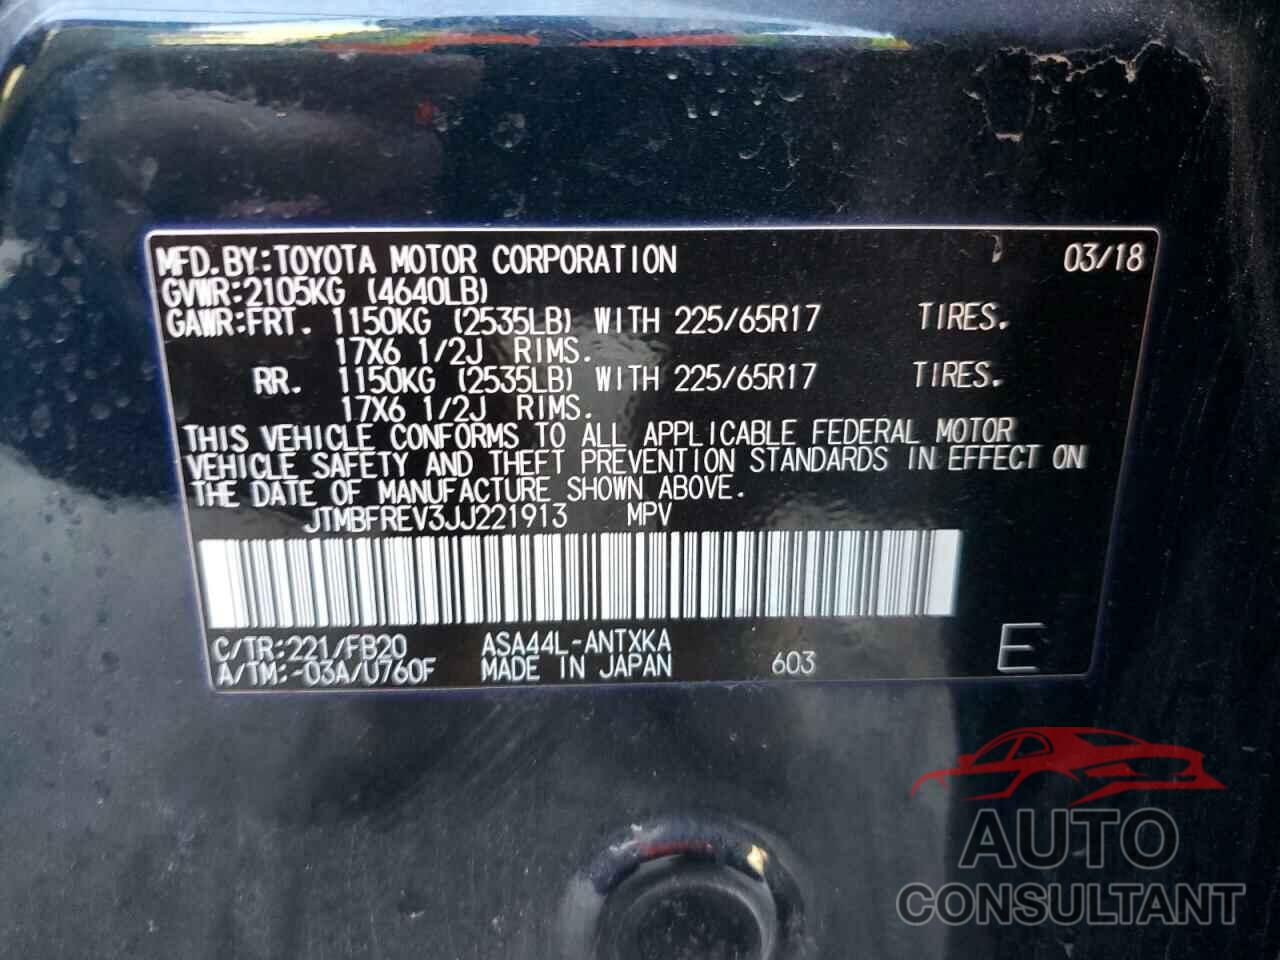 MFD.BY:TOYOTA MOTOR CORPORATION 03/18
GVWR:2105KG (4640LB)
GAWR:FRT. 1150KG (2535LB) WITH 225/65R17 TIRES.
17X6 1/2J RIMS.
RR. 1150KG (2535LB) WITH 225/65R17 TIRES.
17X6 1/2J RIMS.
THIS VEHICLE CONFORMS TO ALL APPLICABLE FEDERAL MOTOR
VEHICLE SAFETY AND THEFT PREVENTION STANDARDS IN EFFECT ON
THE DATE OF MANUFACTURE SHOWN ABOVE.
JTMBFREV3JJ221913 MPV
C/TR:221/FB20 ASA44L-ANTXKA
A/TM:-03A/U760F MADE IN JAPAN 603 E
AUTO
CONSULTANT